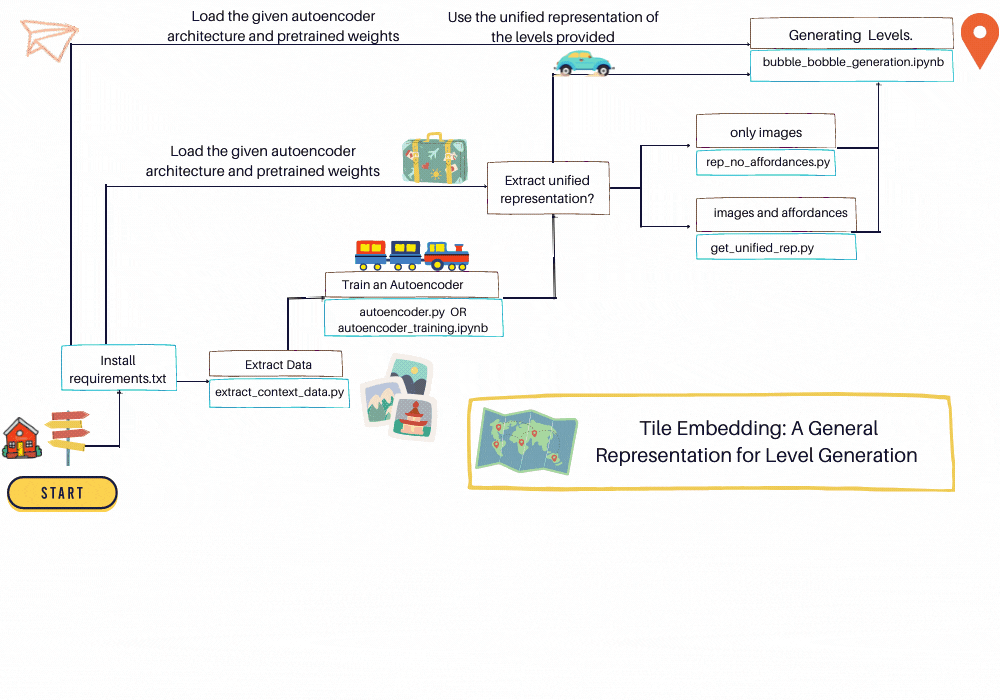 Load the given autoencoder
architecture and pretrained weights
Use the unified representation of
the levels provided
Generating Levels.
bubble_bobble_generation.ipynb
only images
rep_no_affordances.py
Load the given autoencoder
architecture and pretrained weights
Extract unified
representation?
images and affordances
get_unified_rep.py
Train an Autoencoder
autoencoder.py OR
autoencoder_training.ipynb
Install
requirements.txt
Extract Data
extract_context_data.py
Tile Embedding: A General
Representation for Level Generation
START